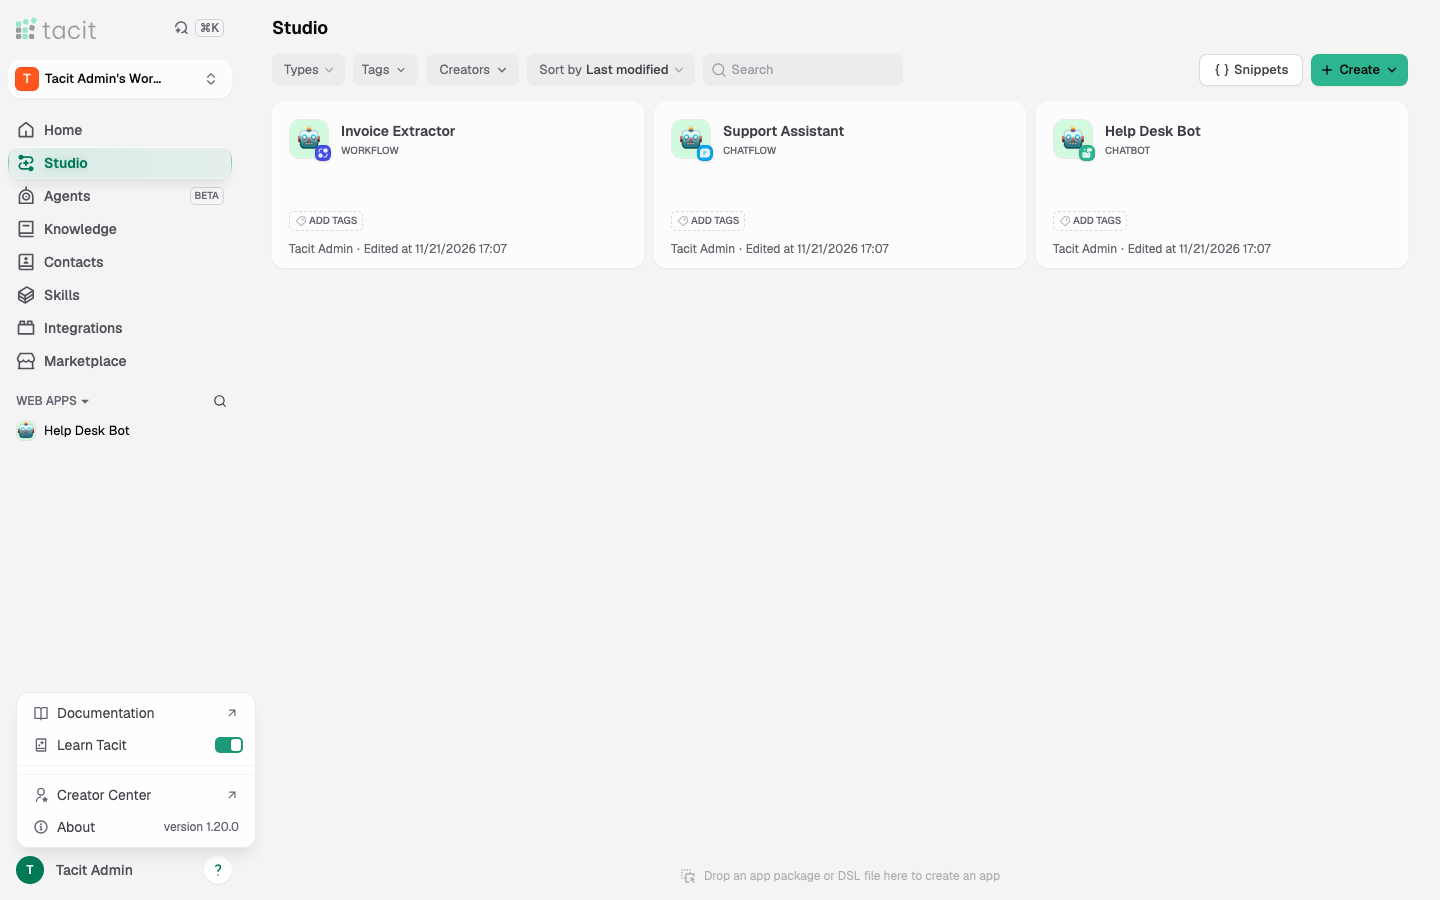 tacit
⌘K
Studio
T
Tacit Admin's Wor...
Types
Tags
Creators
Sort by Last modified
Search
{ } Snippets
+ Create
Home
Studio
Agents
BETA
Knowledge
Contacts
Skills
Integrations
Marketplace
WEB APPS
Help Desk Bot
Invoice Extractor
WORKFLOW
ADD TAGS
Tacit Admin · Edited at 11/21/2026 17:07
Support Assistant
CHATFLOW
ADD TAGS
Tacit Admin · Edited at 11/21/2026 17:07
Help Desk Bot
CHATBOT
ADD TAGS
Tacit Admin · Edited at 11/21/2026 17:07
Documentation
Learn Tacit
Creator Center
About
version 1.20.0
T
Tacit Admin
?
Drop an app package or DSL file here to create an app